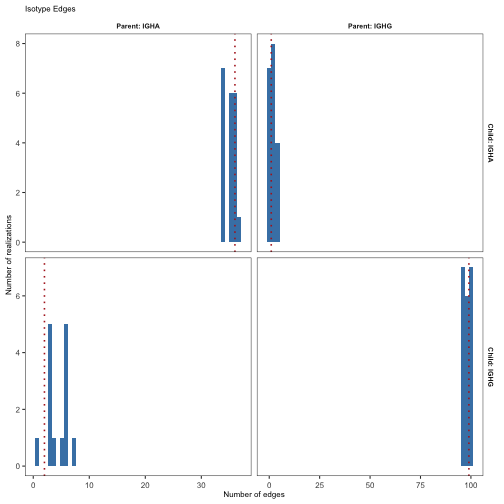 Isotype Edges
Parent: IGHA
Parent: IGHG
8
6
4
2
0
Child: IGHA
Number of realizations
6
4
2
0
Child: IGHG
0
10
20
30
0
25
50
75
100
Number of edges